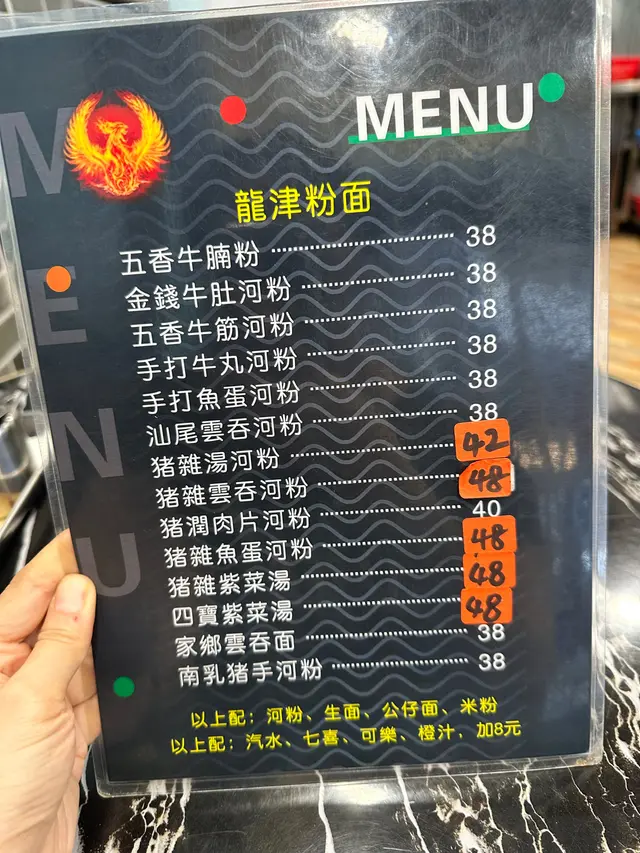 MENU
MENU
龍津粉面
五香牛腩粉 38
金錢牛肚河粉 38
五香牛筋河粉 38
手打牛丸河粉 38
手打魚蛋河粉 38
汕尾雲吞河粉 38
猪雜湯河粉 42
猪雜雲吞河粉 48
猪潤肉片河粉 40
猪雜魚蛋河粉 48
猪雜紫菜湯 48
四寶紫菜湯 48
家鄉雲吞面 38
南乳猪手河粉 38
以上配：河粉、生面、公仔面、米粉
以上配：汽水、七喜、可樂、橙汁，加8元